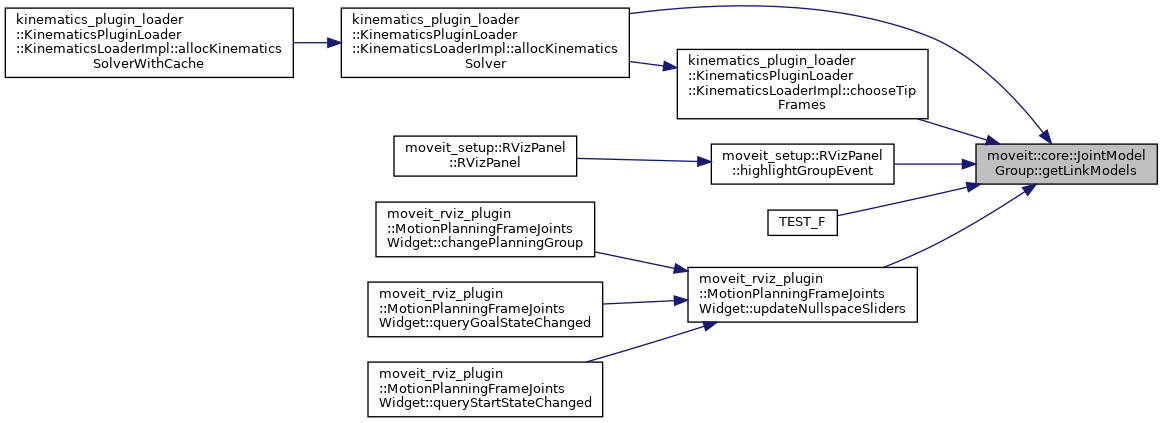 kinematics_plugin_loader
::KinematicsPluginLoader
::KinematicsLoaderImpl::allocKinematics
SolverWithCache
kinematics_plugin_loader
::KinematicsPluginLoader
::KinematicsLoaderImpl::allocKinematics
Solver
kinematics_plugin_loader
::KinematicsPluginLoader
::KinematicsLoaderImpl::chooseTip
Frames
moveit::core::JointModel
Group::getLinkModels
moveit_setup::RVizPanel
::RVizPanel
moveit_setup::RVizPanel
::highlightGroupEvent
TEST_F
moveit_rviz_plugin
::MotionPlanningFrameJoints
Widget::changePlanningGroup
moveit_rviz_plugin
::MotionPlanningFrameJoints
Widget::updateNullspaceSliders
moveit_rviz_plugin
::MotionPlanningFrameJoints
Widget::queryGoalStateChanged
moveit_rviz_plugin
::MotionPlanningFrameJoints
Widget::queryStartStateChanged